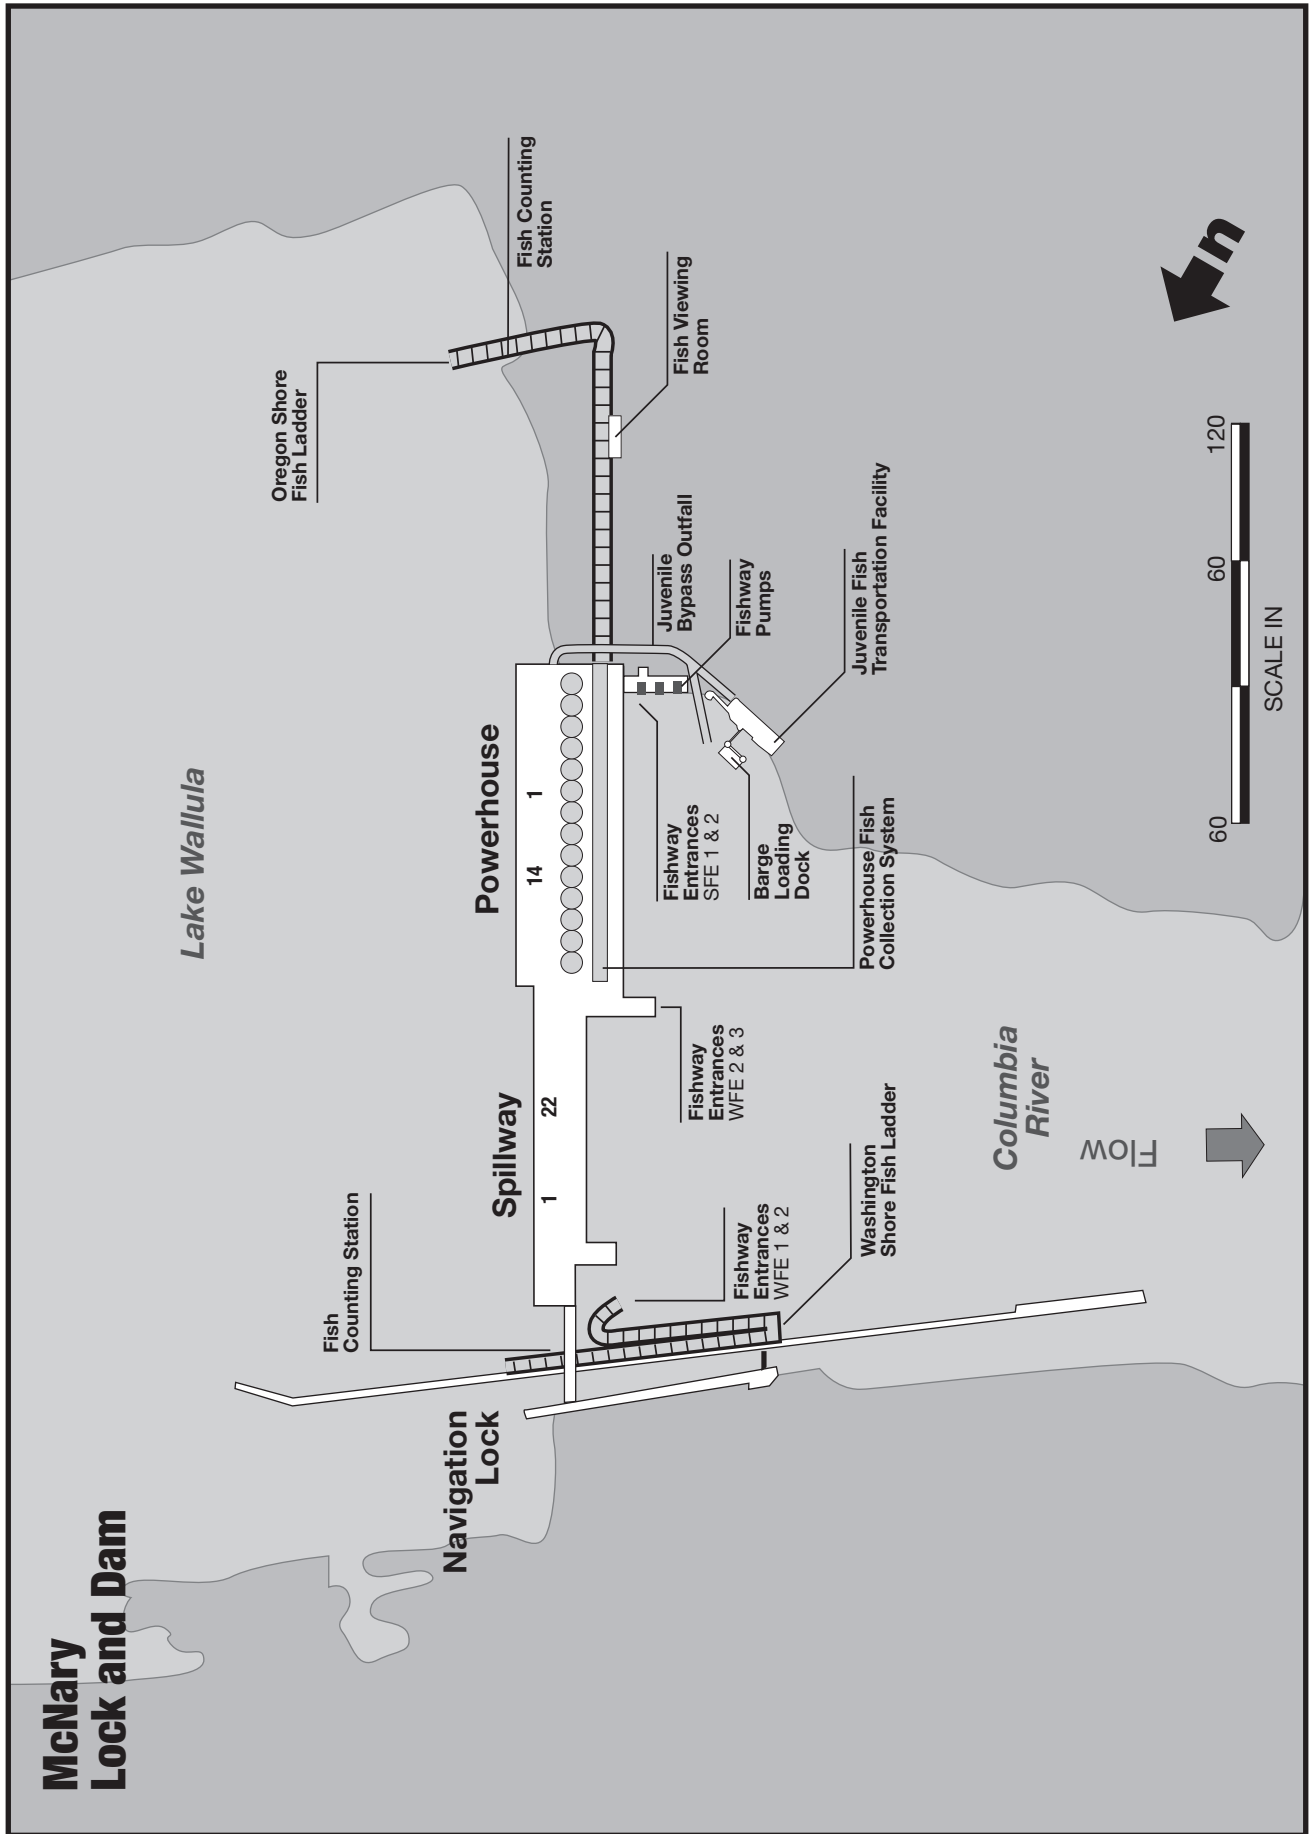 McNary
Lock and Dam
Lake Wallula
Navigation
Lock
Fish
Counting Station
Spillway
1
22
Powerhouse
14
1
Oregon Shore
Fish Ladder
Fish Counting
Station
Fish Viewing
Room
Juvenile
Bypass Outfall
Fishway
Pumps
Juvenile Fish
Transportation Facility
Fishway
Entrances
SFE 1 & 2
Barge
Loading
Dock
Powerhouse Fish
Collection System
Fishway
Entrances
WFE 2 & 3
Fishway
Entrances
WFE 1 & 2
Washington
Shore Fish Ladder
Columbia
River
Flow
60
60
120
SCALE IN
n